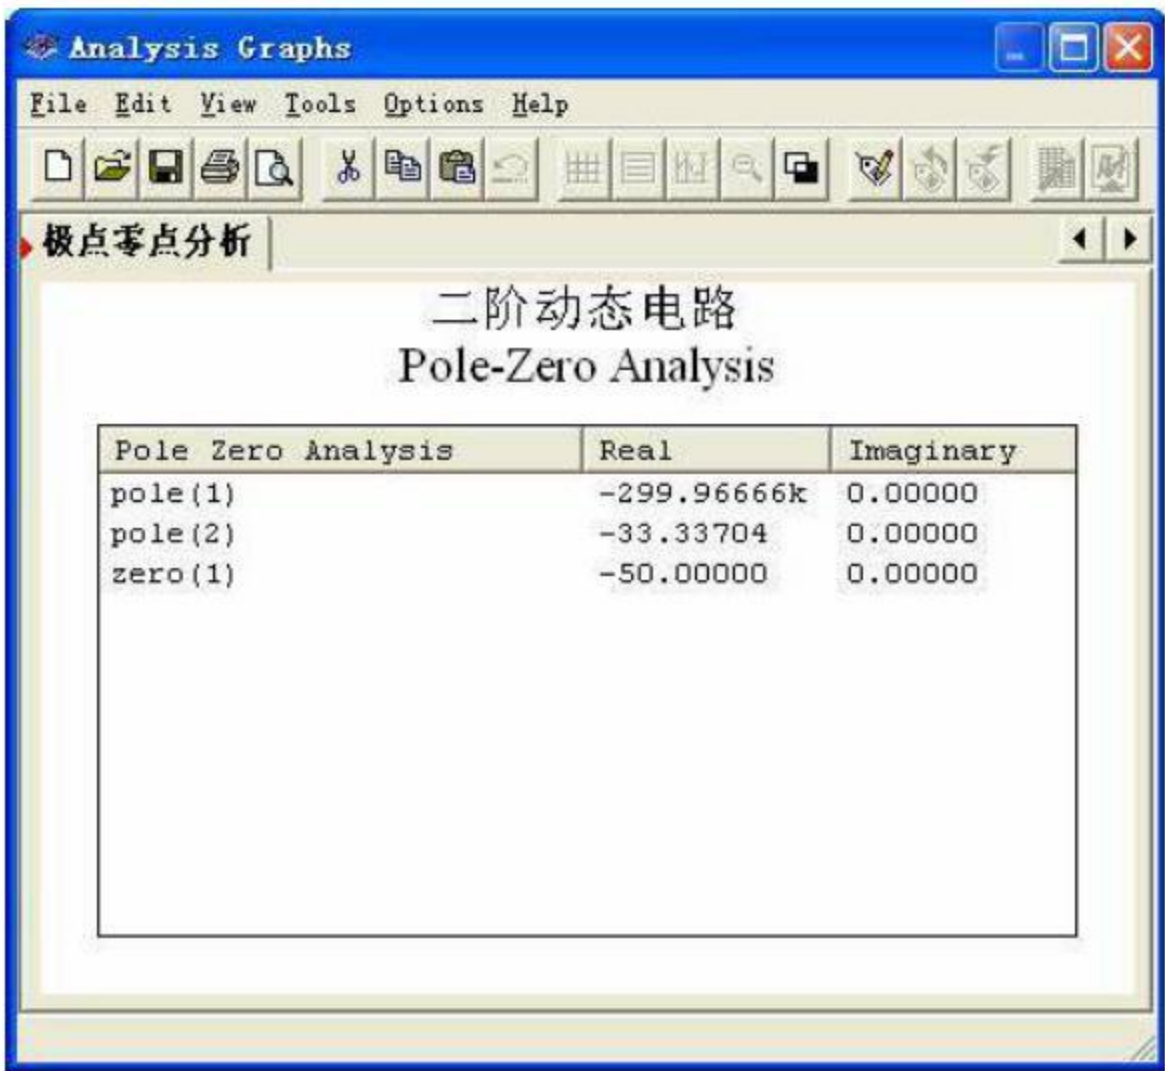 Analysis Graphs
File Edit View Tools Options Help
极点零点分析
二阶动态电路
Pole-Zero Analysis
Pole Zero Analysis Real Imaginary
pole(1) -299.96666k 0.00000
pole(2) -33.33704 0.00000
zero(1) -50.00000 0.00000